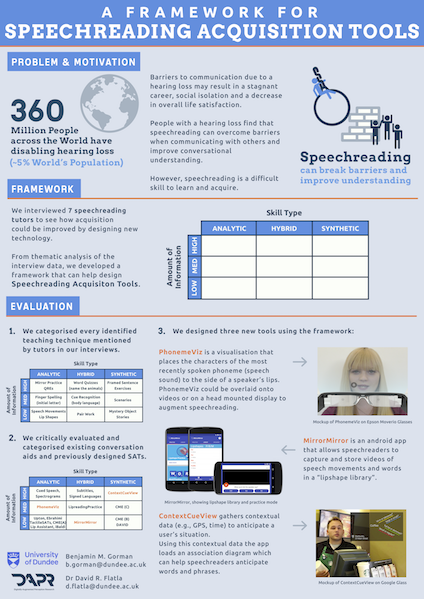 A FRAMEWORK FOR
SPEECHREADING ACQUISITION TOOLS
PROBLEM & MOTIVATION
360
Million People
across the World have
disabling hearing loss
(~5% World's Population)
Barriers to communication due to a
hearing loss may result in a stagnant
career, social isolation and a decrease
in overall life satisfaction.
People with a hearing loss find that
speechreading can overcome barriers
when communicating with others and
improve conversational
understanding.
However, speechreading is a difficult
skill to learn and acquire.
Speechreading
can break barriers and
improve understanding
FRAMEWORK
We interviewed 7 speechreading
tutors to see how acquisition
could be improved by designing new
technology.
From thematic analysis of the
interview data, we developed a
framework that can help design
Speechreading Acquisiton Tools.
Skill Type
ANALYTIC HYBRID SYNTHETIC
Amount of
Information
HIGH
MED
LOW
EVALUATION
1. We categorised every identified
teaching technique mentioned
by tutors in our interviews.
Skill Type
ANALYTIC HYBRID SYNTHETIC
Amount of
Information
HIGH
MED
LOW
Mirror Practice
QMRs
Word Quizzes
(name the animals)
Framed Sentence
Exercises
Finger Spelling
(initial letter)
Cue Recognition
(body language)
Scenarios
Speech Movements
Lip Shapes
Pair Work
Mystery Object
Stories
2. We critically evaluated and
categorised existing conversation
aids and previously designed SATs.
Skill Type
ANALYTIC HYBRID SYNTHETIC
Amount of
Information
HIGH
MED
LOW
Cued Speech,
Spectrograms
Subtitles,
Signed Languages
ContextCueView
PhonemeViz
LipreadingPractice
CME (C)
Lip Assistant, iBaldi
MirrorMirror
CME (B)
DAVID
3. We designed three new tools using the framework:
PhonemeViz is a visualisation that
places the characters of the most
recently spoken phoneme (speech
sound) to the side of a speaker's lips.
PhonemeViz could be overlaid onto
videos or on a head mounted display to
augment speechreading.
Mockup of PhonemeViz on Epson Moverio Glasses
MirrorMirror, showing lipshape library and practice mode
MirrorMirror is an android app
that allows speechreaders to
capture and store videos of
speech movements and words
in a "lipshape library".
ContextCueView gathers contextual
data (e.g., GPS, time) to anticipate a
user's situation.
Using this contextual data the app
loads an association diagram which
can help speechreaders anticipate
words and phrases.
Mockup of ContextCueView on Google Glass
University
of Dundee
DAPR
Benjamin M. Gorman
b.gorman@dundee.ac.uk
Dr David R. Flatla
d.flatla@dundee.ac.uk